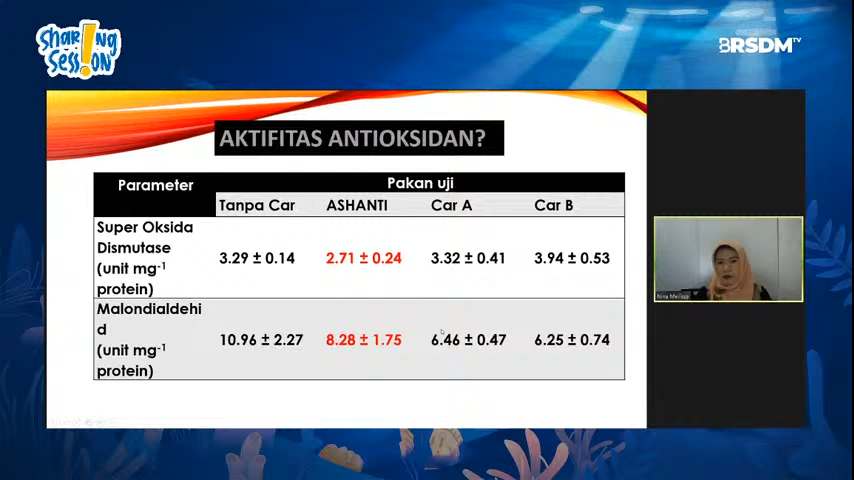 Sharing
Session
BRSDM TV
AKTIFITAS ANTIOKSIDAN?
Parameter
Pakan uji
Tanpa Car ASHANTI Car A Car B
Super Oksida
Dismutase
(unit mg-1
protein)
3.29 ± 0.14 2.71 ± 0.24 3.32 ± 0.41 3.94 ± 0.53
Malondialdehi
d
(unit mg-1
protein)
10.96 ± 2.27 8.28 ± 1.75 6.46 ± 0.47 6.25 ± 0.74